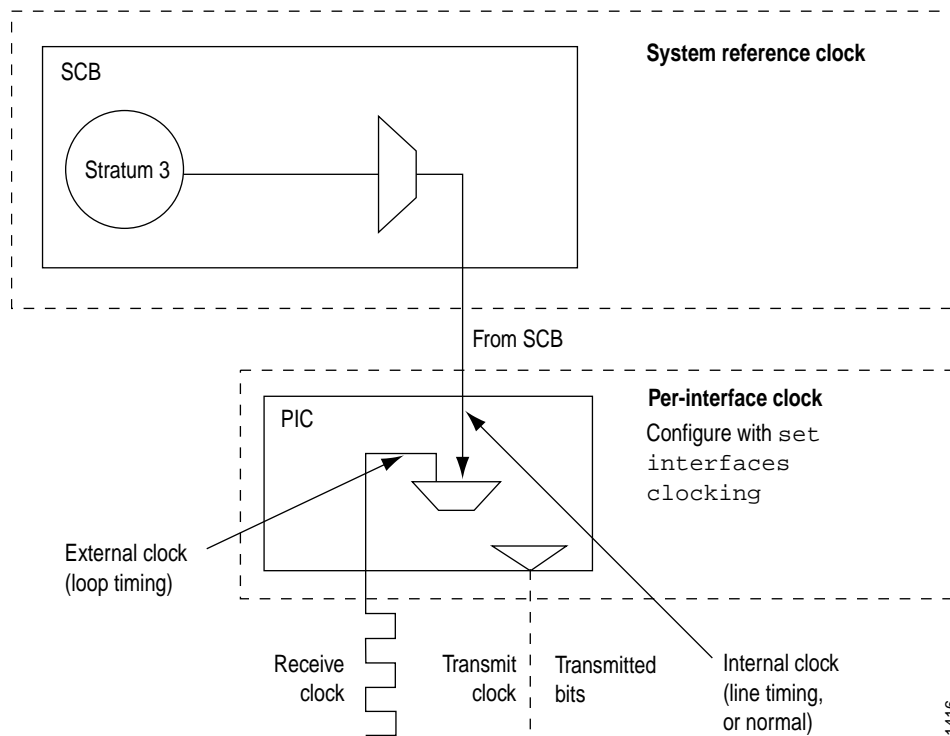 System reference clock
SCB
Stratum 3
From SCB
Per-interface clock
Configure with set
interfaces
clocking
PIC
External clock
(loop timing)
Receive
clock
Transmit
clock
Transmitted
bits
Internal clock
(line timing,
or normal)